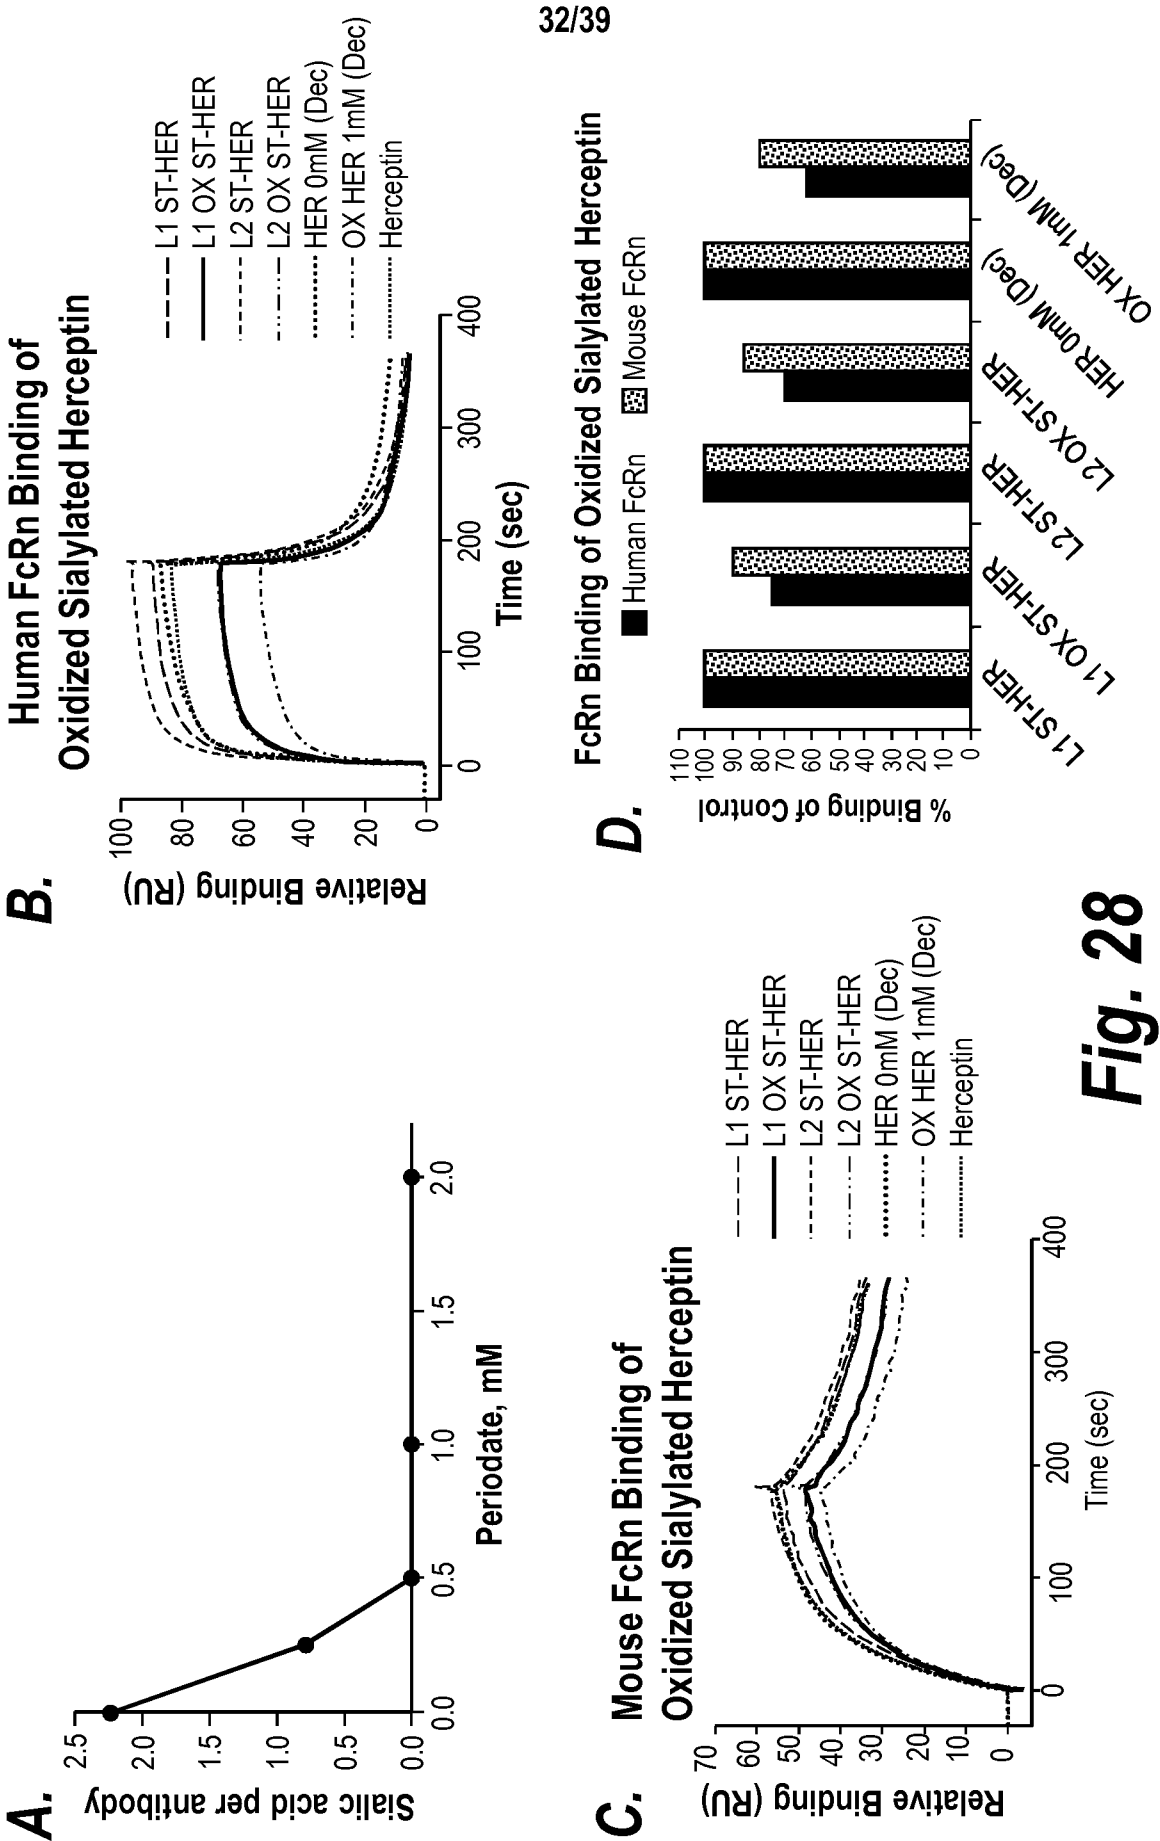 32/39
A.
Sialic acid per antibody
2.5
2.0
1.5
1.0
0.5
0.0
0.0
0.5
1.0
1.5
2.0
Periodate, mM
B.
Human FcRn Binding of
Oxidized Sialylated Herceptin
Relative Binding (RU)
100
80
60
40
20
0
0
100
200
300
400
Time (sec)
L1 ST-HER
L1 OX ST-HER
L2 ST-HER
L2 OX ST-HER
HER 0mM (Dec)
OX HER 1mM (Dec)
Herceptin
C.
Mouse FcRn Binding of
Oxidized Sialylated Herceptin
Relative Binding (RU)
70
60
50
40
30
20
10
0
0
100
200
300
400
Time (sec)
L1 ST-HER
L1 OX ST-HER
L2 ST-HER
L2 OX ST-HER
HER 0mM (Dec)
OX HER 1mM (Dec)
Herceptin
D.
FcRn Binding of Oxidized Sialylated Herceptin
Human FcRn
Mouse FcRn
% Binding of Control
110
100
90
80
70
60
50
40
30
20
10
0
L1 ST-HER
L1 OX ST-HER
L2 ST-HER
L2 OX ST-HER
HER 0mM (Dec)
OX HER 1mM (Dec)
Fig. 28